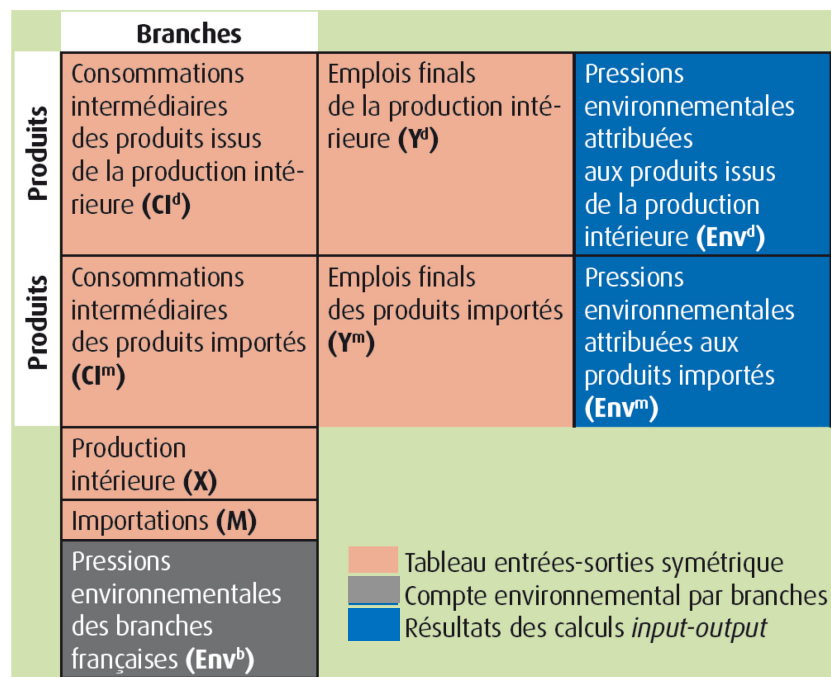 Branches
Produits
Consommations
intermédiaires
des produits issus
de la production inté-
rieure (CIᵈ)
Emplois finals
de la production inté-
rieure (Yᵈ)
Pressions
environnementales
attribuées
aux produits issus
de la production
intérieure (Envᵈ)
Produits
Consommations
intermédiaires
des produits importés
(CIᵐ)
Emplois finals
des produits importés
(Yᵐ)
Pressions
environnementales
attribuées aux
produits importés
(Envᵐ)
Production
intérieure (X)
Importations (M)
Pressions
environnementales
des branches
françaises (Envᵇ)
Tableau entrées-sorties symétrique
Compte environnemental par branches
Résultats des calculs input-output